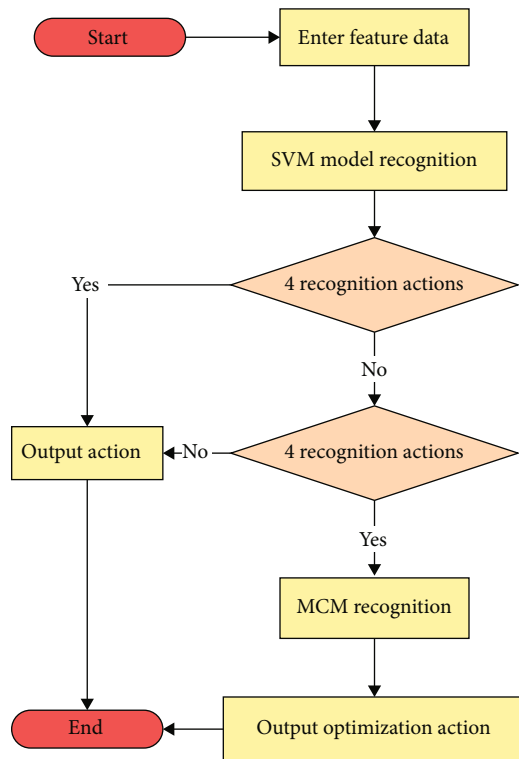 Start
Enter feature data
SVM model recognition
4 recognition actions
Yes
No
4 recognition actions
No
Output action
Yes
MCM recognition
Output optimization action
End